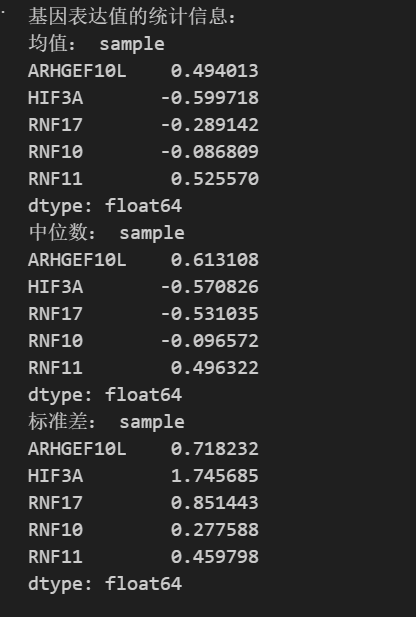 基因表达值的统计信息:
均值: sample
ARHGEF10L    0.494013
HIF3A       -0.599718
RNF17       -0.289142
RNF10       -0.086809
RNF11        0.525570
dtype: float64
中位数: sample
ARHGEF10L    0.613108
HIF3A       -0.570826
RNF17       -0.531035
RNF10       -0.096572
RNF11        0.496322
dtype: float64
标准差: sample
ARHGEF10L    0.718232
HIF3A        1.745685
RNF17        0.851443
RNF10        0.277588
RNF11        0.459798
dtype: float64